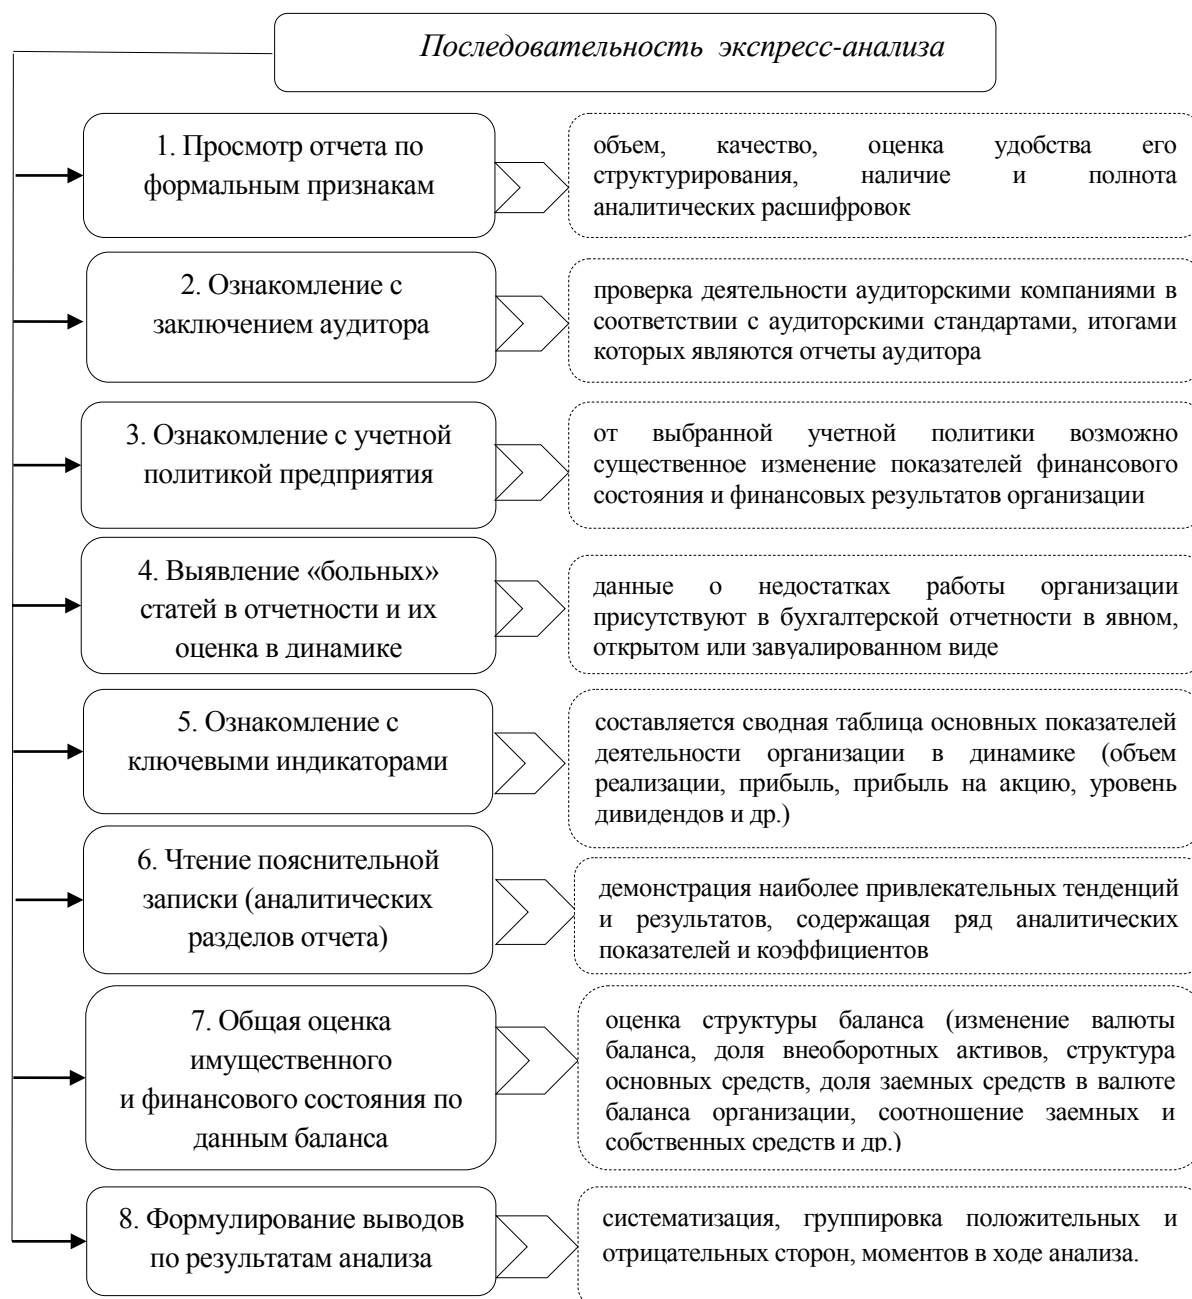 Последовательность экспресс-анализа
1. Просмотр отчета по
формальным признакам
объем, качество, оценка удобства его
структурирования, наличие и полнота
аналитических расшифровок
2. Ознакомление с
заключением аудитора
проверка деятельности аудиторскими компаниями в
соответствии с аудиторскими стандартами, итогами
которых являются отчеты аудитора
3. Ознакомление с учетной
политикой предприятия
от выбранной учетной политики возможно
существенное изменение показателей финансового
состояния и финансовых результатов организации
4. Выявление «больных»
статей в отчетности и их
оценка в динамике
данные о недостатках работы организации
присутствуют в бухгалтерской отчетности в явном,
открытом или завуалированном виде
5. Ознакомление с
ключевыми индикаторами
составляется сводная таблица основных показателей
деятельности организации в динамике (объем
реализации, прибыль, прибыль на акцию, уровень
дивидендов и др.)
6. Чтение пояснительной
записки (аналитических
разделов отчета)
демонстрация наиболее привлекательных тенденций
и результатов, содержащая ряд аналитических
показателей и коэффициентов
7. Общая оценка
имущественного
и финансового состояния по
данным баланса
оценка структуры баланса (изменение валюты
баланса, доля внеоборотных активов, структура
основных средств, доля заемных средств в валюте
баланса организации, соотношение заемных и
собственных средств и др.)
8. Формулирование выводов
по результатам анализа
систематизация, группировка положительных и
отрицательных сторон, моментов в ходе анализа.